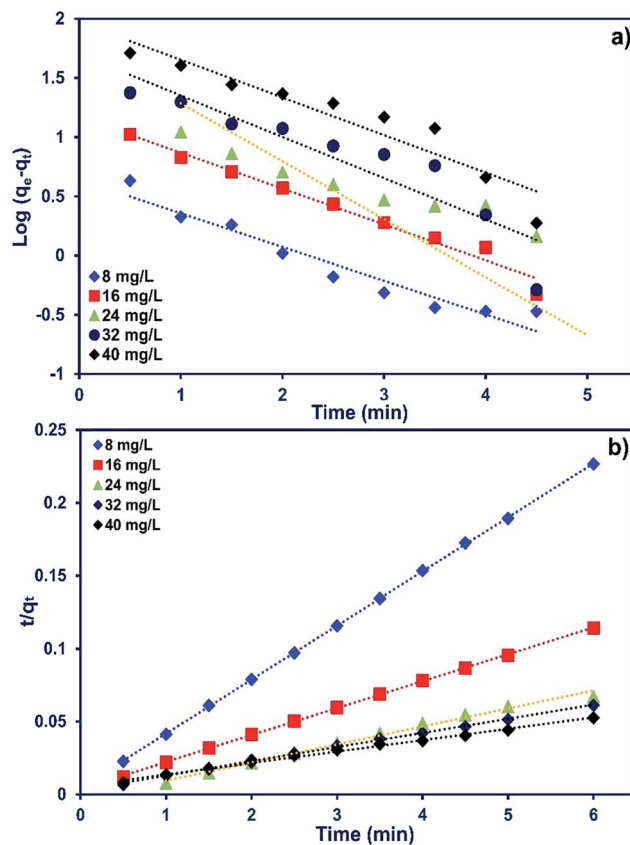 a)
2
1.5
1
0.5
0
-0.5
-1
Log (qe-qt)
8 mg/L
16 mg/L
24 mg/L
32 mg/L
40 mg/L
0 1 2 3 4 5
Time (min)
b)
0.25
0.2
0.15
0.1
0.05
0
t/qt
8 mg/L
16 mg/L
24 mg/L
32 mg/L
40 mg/L
0 1 2 3 4 5 6
Time (min)